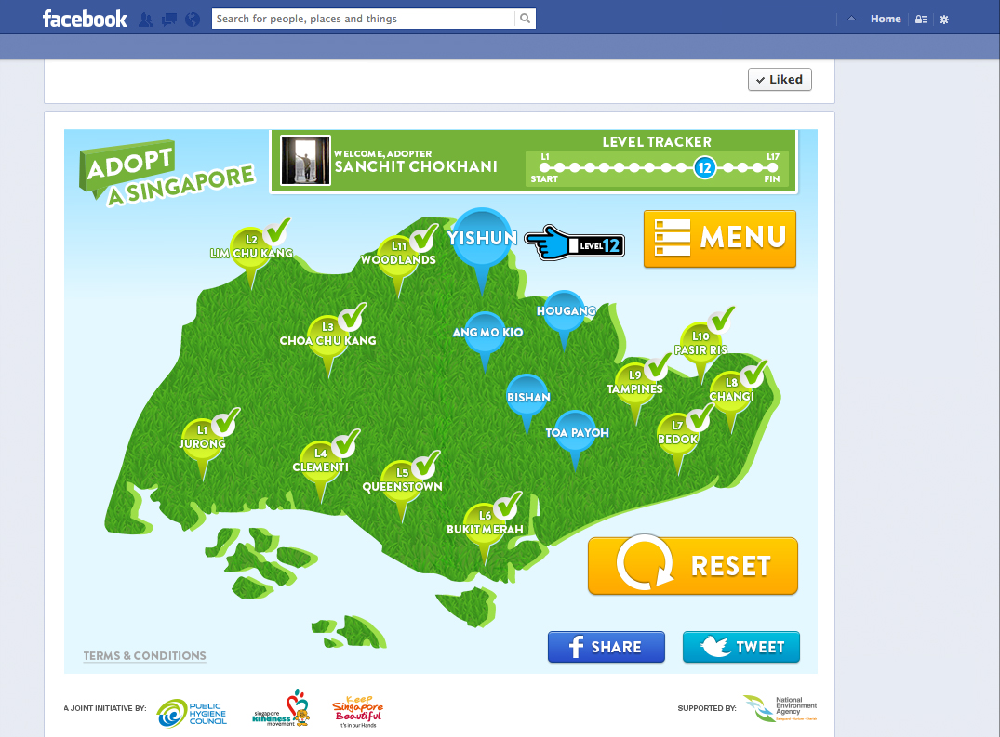 facebook
Search for people, places and things
Home
Liked
ADOPT
A SINGAPORE
WELCOME, ADOPTER
SANCHIT CHOKHANI
LEVEL TRACKER
L1
L17
12
START
FIN
MENU
YISHUN
LEVEL 12
L2
LIM CHU KANG
L11
WOODLANDS
HOUGANG
L3
CHOA CHU KANG
ANG MO KIO
L10
PASIR RIS
L9
TAMPINES
L8
CHANGI
BISHAN
L1
JURONG
TOA PAYOH
L7
BEDOK
L4
CLEMENTI
L5
QUEENSTOWN
L6
BUKIT MERAH
RESET
TERMS & CONDITIONS
f SHARE
TWEET
A JOINT INITIATIVE BY:
PUBLIC
HYGIENE
COUNCIL
singapore
kindness
movement
Keep
Singapore
Beautiful
It's in our Hands
SUPPORTED BY:
National
Environment
Agency